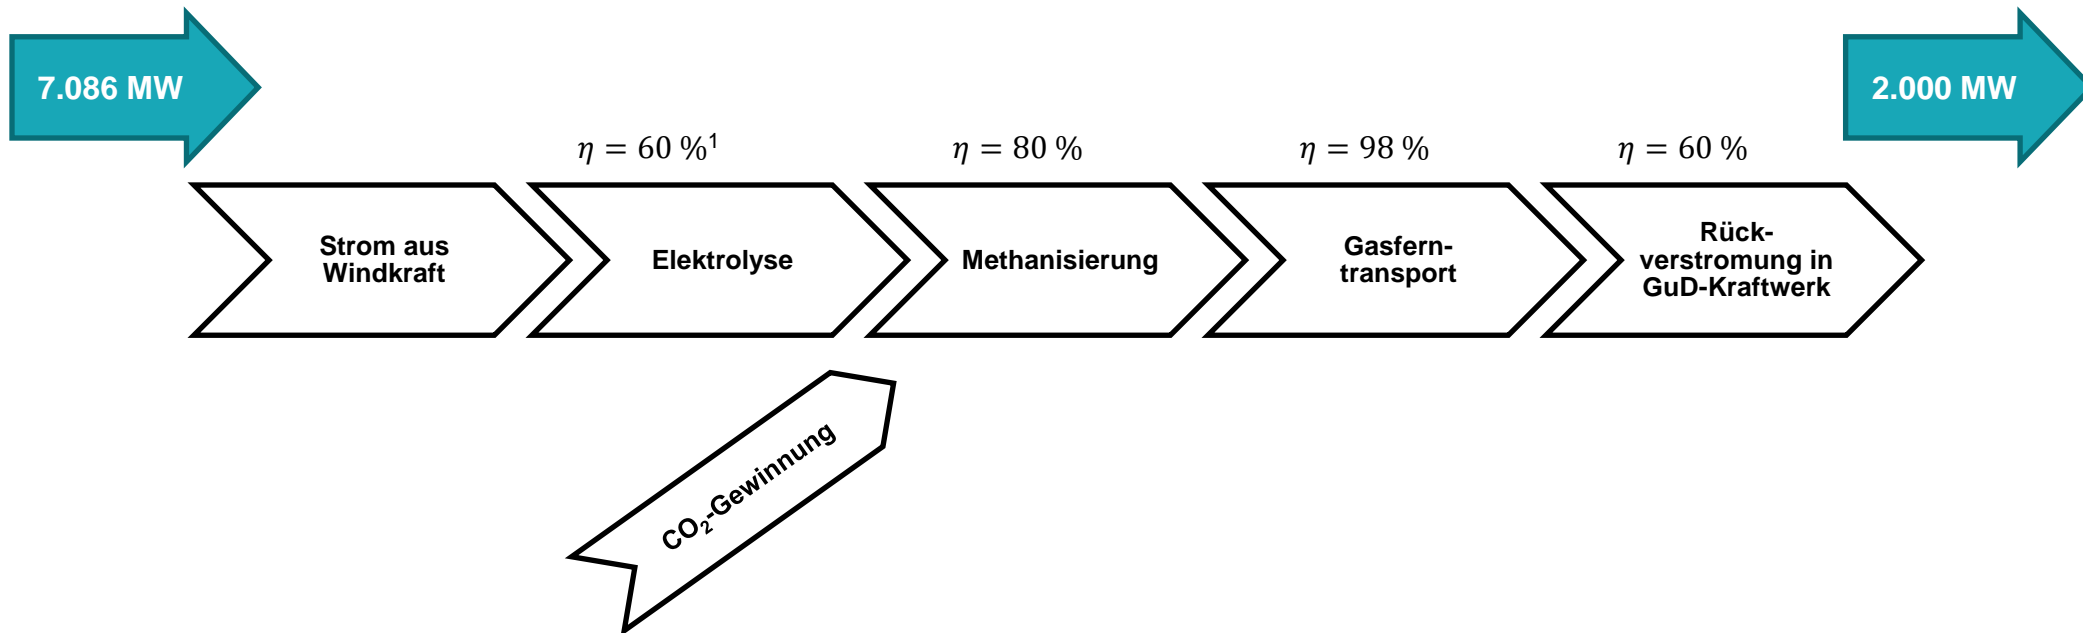 7.086 MW
2.000 MW
η = 60 %¹
η = 80 %
η = 98 %
η = 60 %
Strom aus
Windkraft
Elektrolyse
Methanisierung
Gasfern-
transport
Rück-
verstromung in
GuD-Kraftwerk
CO₂-Gewinnung